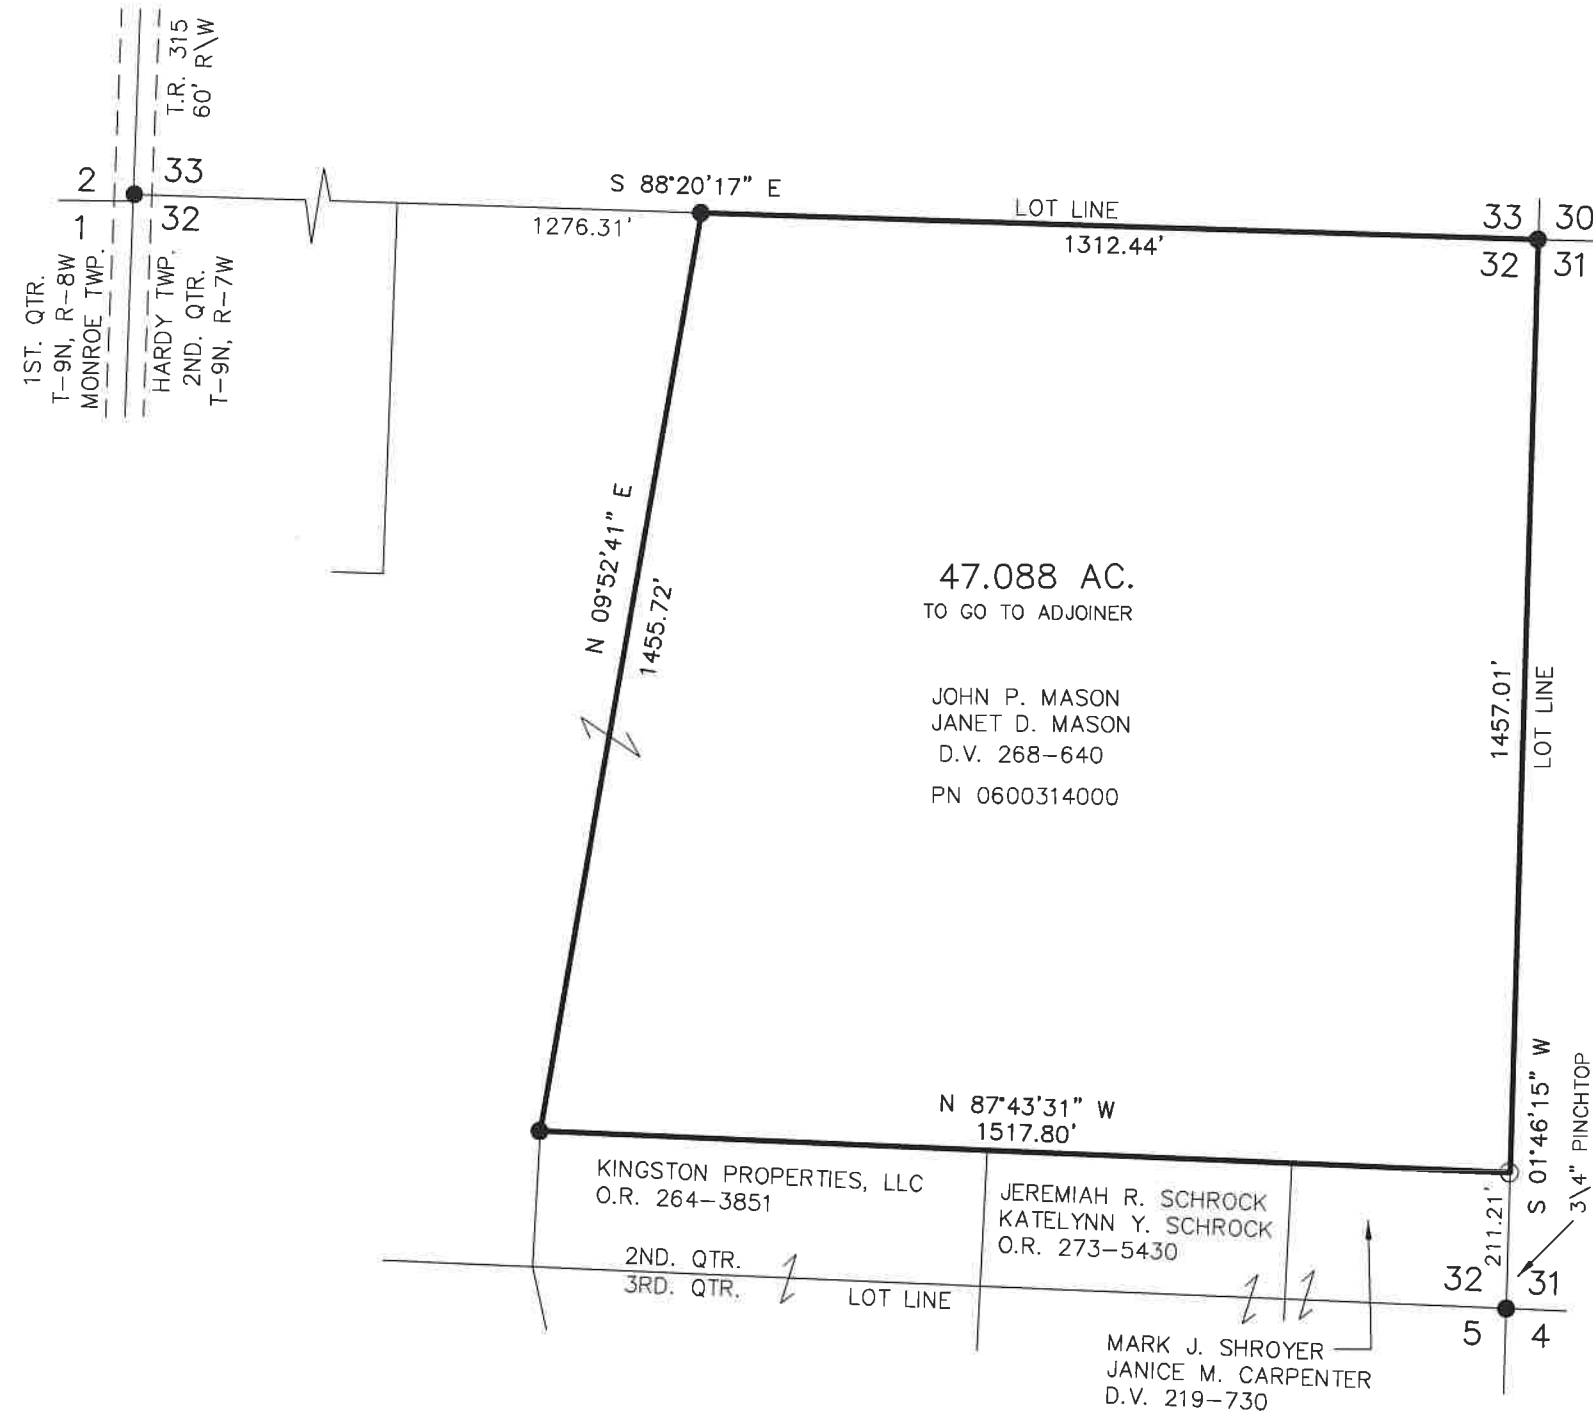 T.R. 315
60' R\W
2
33
1
32
1ST. QTR.
T-9N, R-8W
MONROE TWP.
HARDY TWP.
2ND. QTR.
T-9N, R-7W
S 88°20'17" E
1276.31'
LOT LINE
1312.44'
33
30
32
31
N 09°52'41" E
1455.72'
47.088 AC.
TO GO TO ADJOINER
JOHN P. MASON
JANET D. MASON
D.V. 268-640
PN 0600314000
1457.01'
LOT LINE
N 87°43'31" W
1517.80'
S 01°46'15" W
3\4" PINCHTOP
211.21'
KINGSTON PROPERTIES, LLC
O.R. 264-3851
JEREMIAH R. SCHROCK
KATELYNN Y. SCHROCK
O.R. 273-5430
2ND. QTR.
3RD. QTR.
LOT LINE
32
31
5
4
MARK J. SHROYER
JANICE M. CARPENTER
D.V. 219-730